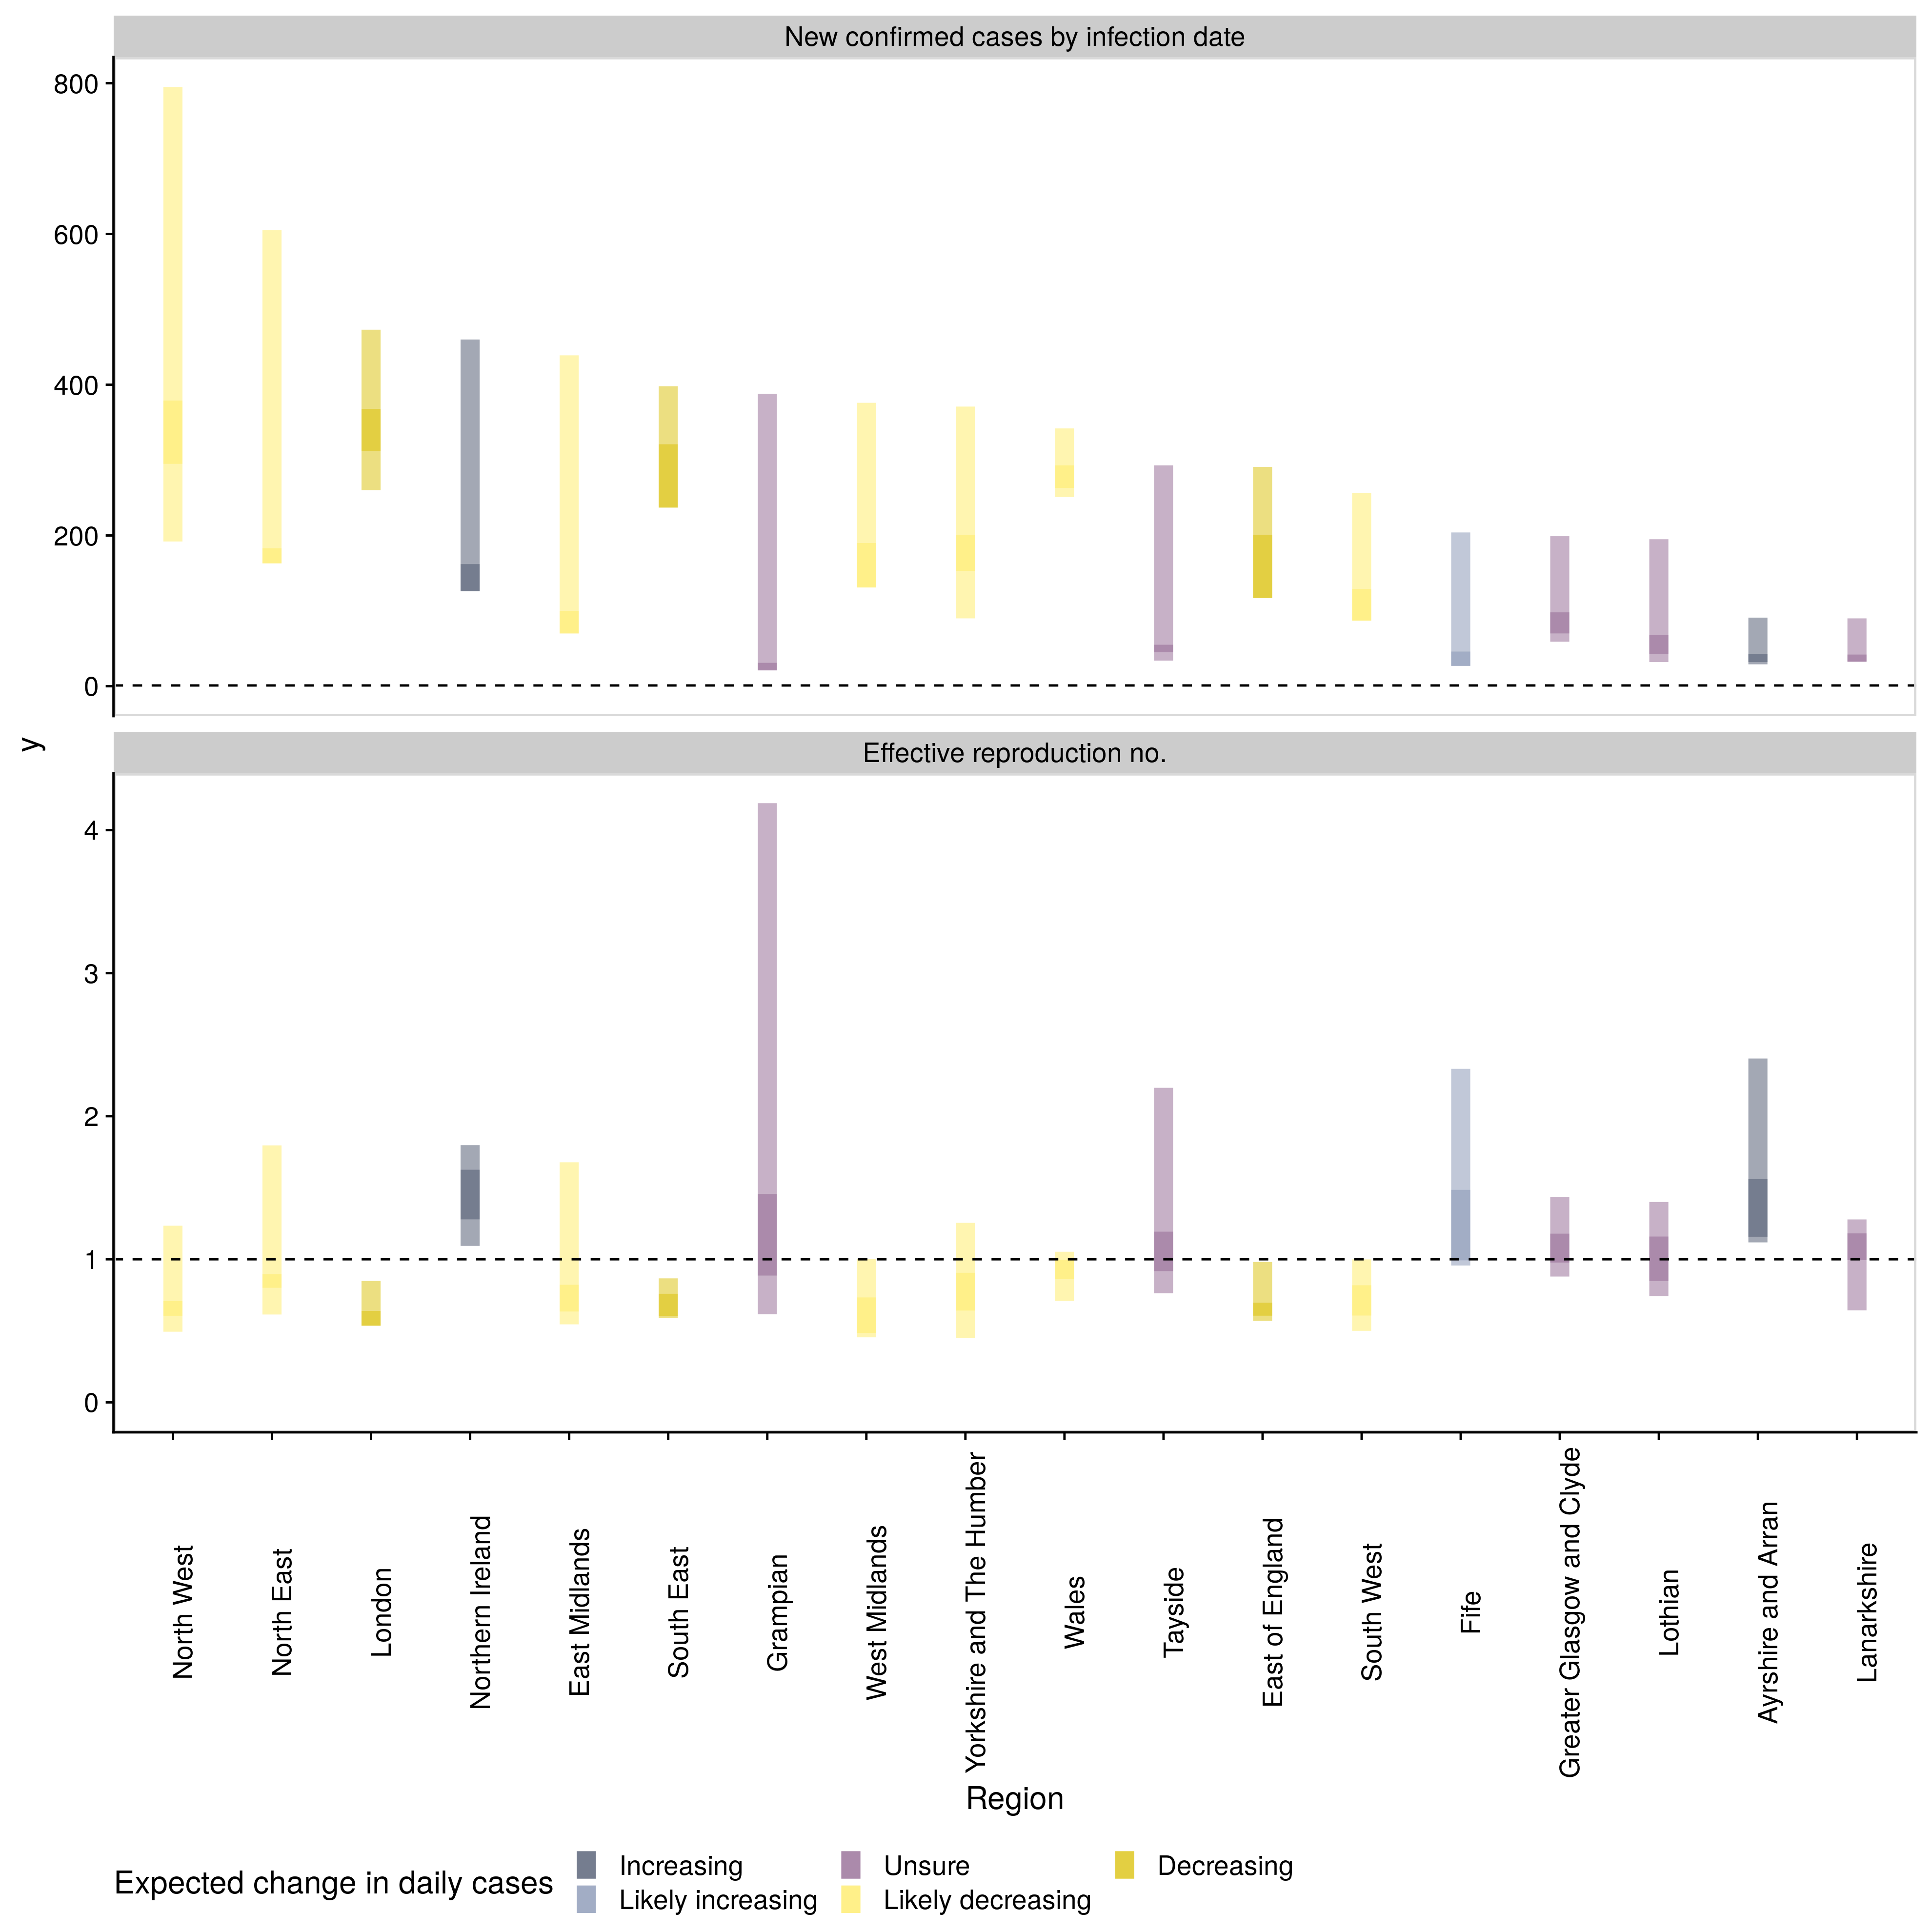 New confirmed cases by infection date
800
600
400
200
0
y
Effective reproduction no.
4
3
2
1
0
North West
North East
London
Northern Ireland
East Midlands
South East
Grampian
West Midlands
Yorkshire and The Humber
Wales
Tayside
East of England
South West
Fife
Greater Glasgow and Clyde
Lothian
Ayrshire and Arran
Lanarkshire
Region
Expected change in daily cases
Increasing
Unsure
Decreasing
Likely increasing
Likely decreasing